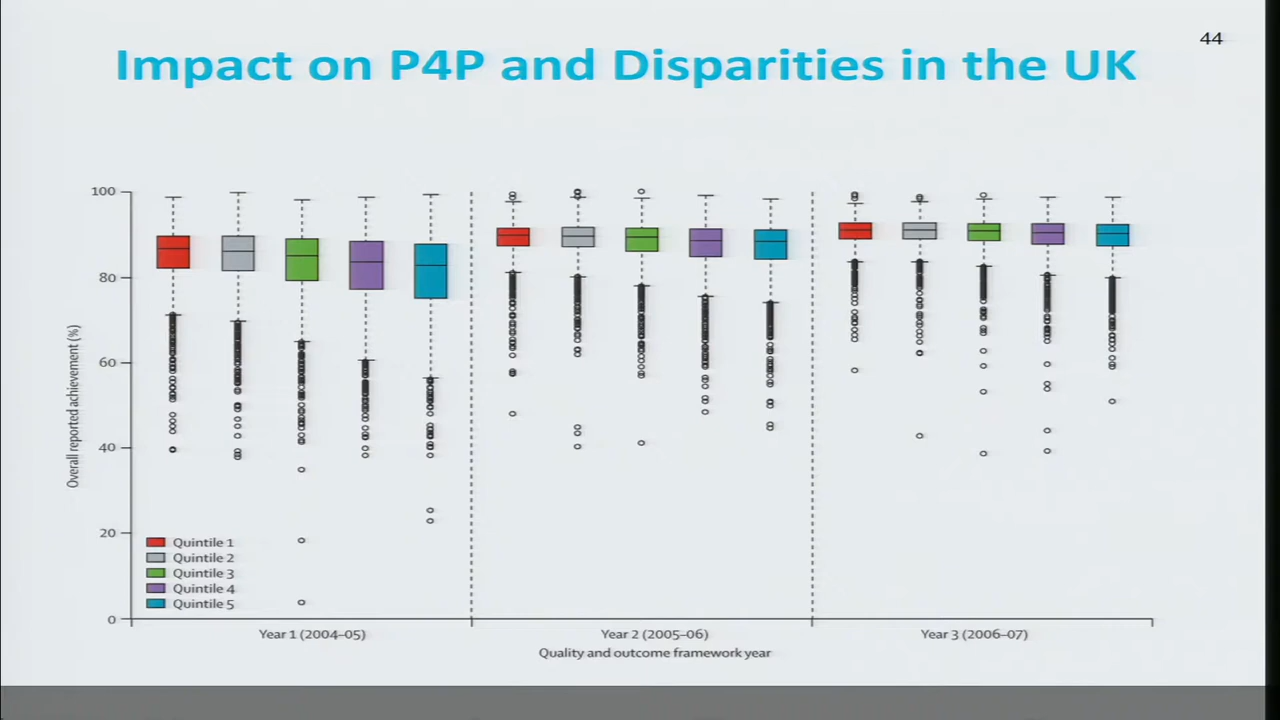 44
Impact on P4P and Disparities in the UK
100
80
60
40
20
0
Overall reported achievement (%)
Quintile 1
Quintile 2
Quintile 3
Quintile 4
Quintile 5
Year 1 (2004–05)
Year 2 (2005–06)
Year 3 (2006–07)
Quality and outcome framework year